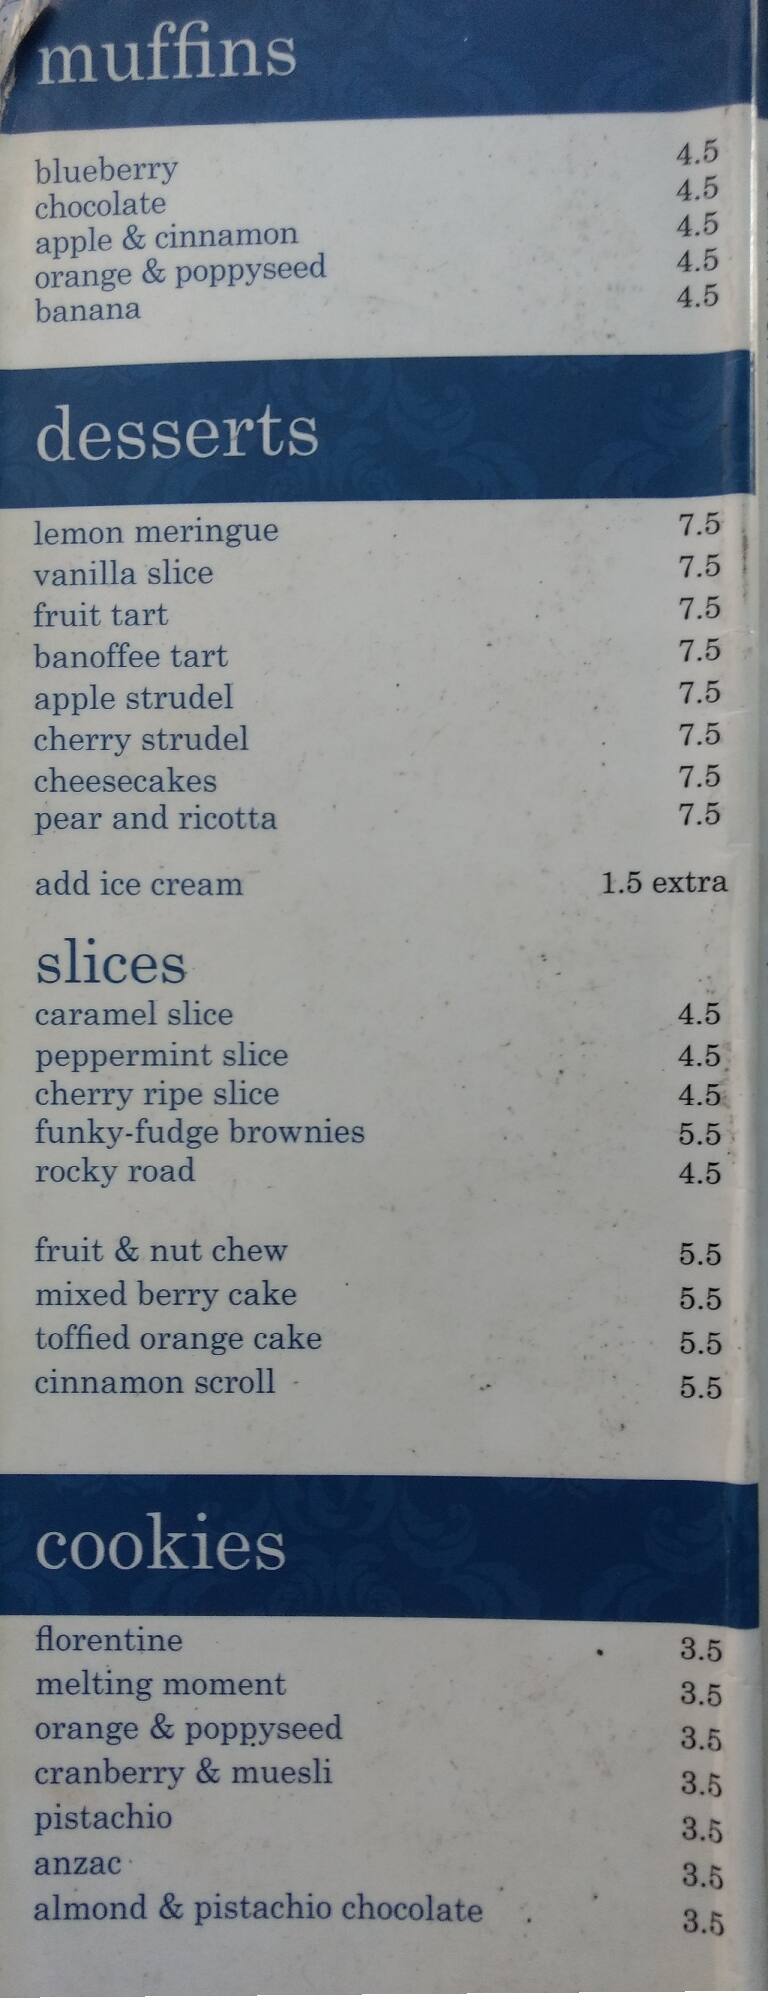 muffins
blueberry 4.5
chocolate 4.5
apple & cinnamon 4.5
orange & poppyseed 4.5
banana 4.5
desserts
lemon meringue 7.5
vanilla slice 7.5
fruit tart 7.5
banoffee tart 7.5
apple strudel 7.5
cherry strudel 7.5
cheesecakes 7.5
pear and ricotta 7.5
add ice cream 1.5 extra
slices
caramel slice 4.5
peppermint slice 4.5
cherry ripe slice 4.5
funky-fudge brownies 5.5
rocky road 4.5
fruit & nut chew 5.5
mixed berry cake 5.5
toffied orange cake 5.5
cinnamon scroll 5.5
cookies
florentine 3.5
melting moment 3.5
orange & poppyseed 3.5
cranberry & muesli 3.5
pistachio 3.5
anzac 3.5
almond & pistachio chocolate 3.5